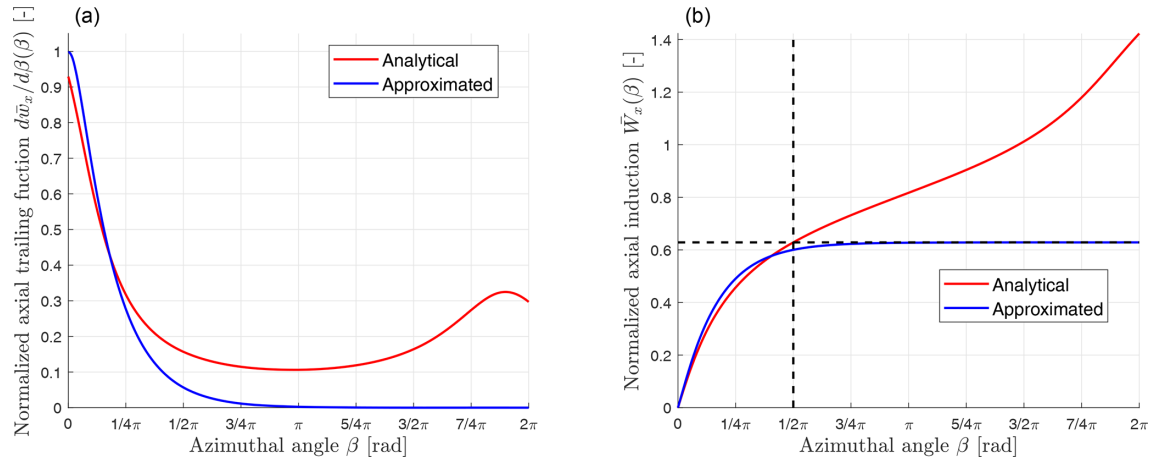 (a)
Normalized axial trailing fuction dw̄ₓ/dβ(β) [-]
1
0.9
0.8
0.7
0.6
0.5
0.4
0.3
0.2
0.1
0
Analytical
Approximated
0 1/4π 1/2π 3/4π π 5/4π 3/2π 7/4π 2π
Azimuthal angle β [rad]
(b)
Normalized axial induction W̄ₓ(β) [-]
1.4
1.2
1
0.8
0.6
0.4
0.2
0
Analytical
Approximated
0 1/4π 1/2π 3/4π π 5/4π 3/2π 7/4π 2π
Azimuthal angle β [rad]